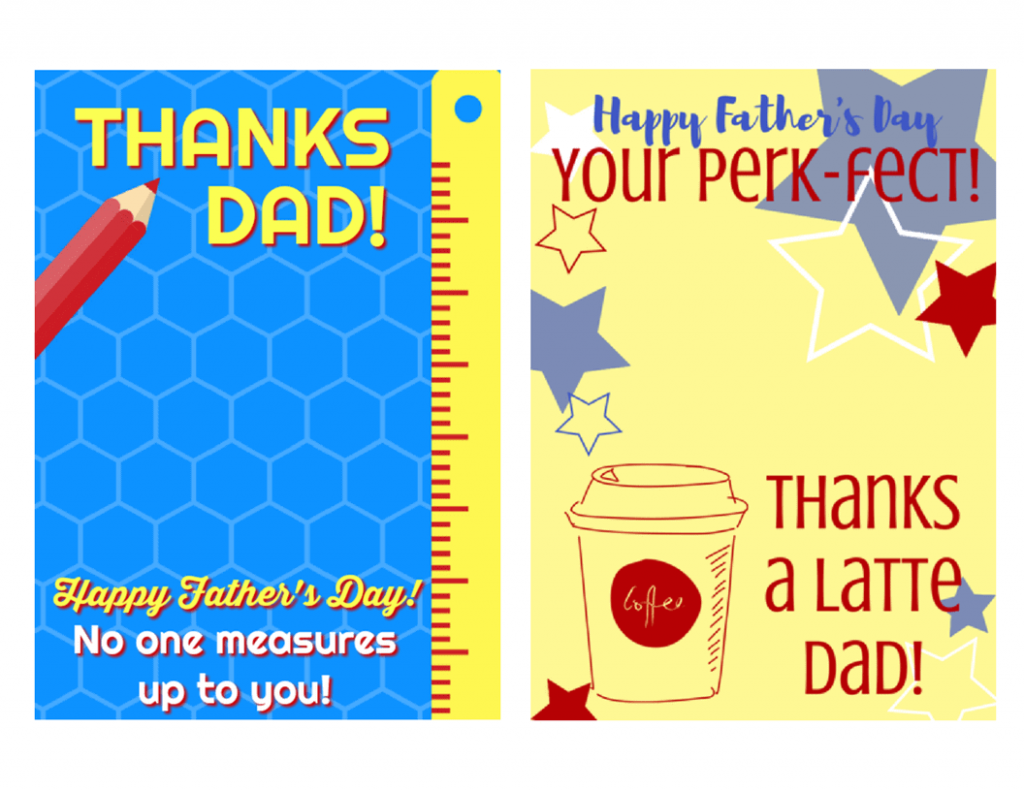 THANKS
DAD!
Happy Father's Day!
No one measures
up to you!
Happy Father's Day
Your Perk-fect!
Coffee
Thanks
a Latte
Dad!